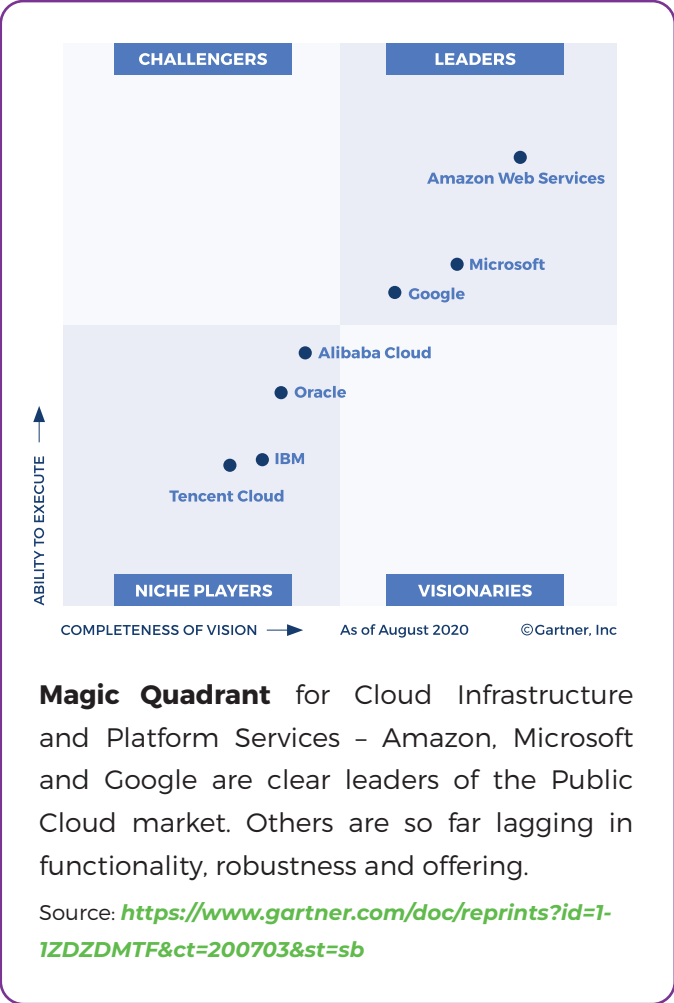 CHALLENGERS
LEADERS
Amazon Web Services
Microsoft
Google
Alibaba Cloud
Oracle
IBM
Tencent Cloud
ABILITY TO EXECUTE
NICHE PLAYERS
VISIONARIES
COMPLETENESS OF VISION
As of August 2020
©Gartner, Inc
Magic Quadrant for Cloud Infrastructure
and Platform Services – Amazon, Microsoft
and Google are clear leaders of the Public
Cloud market. Others are so far lagging in
functionality, robustness and offering.
Source: https://www.gartner.com/doc/reprints?id=1-
1ZDZDMTF&ct=200703&st=sb